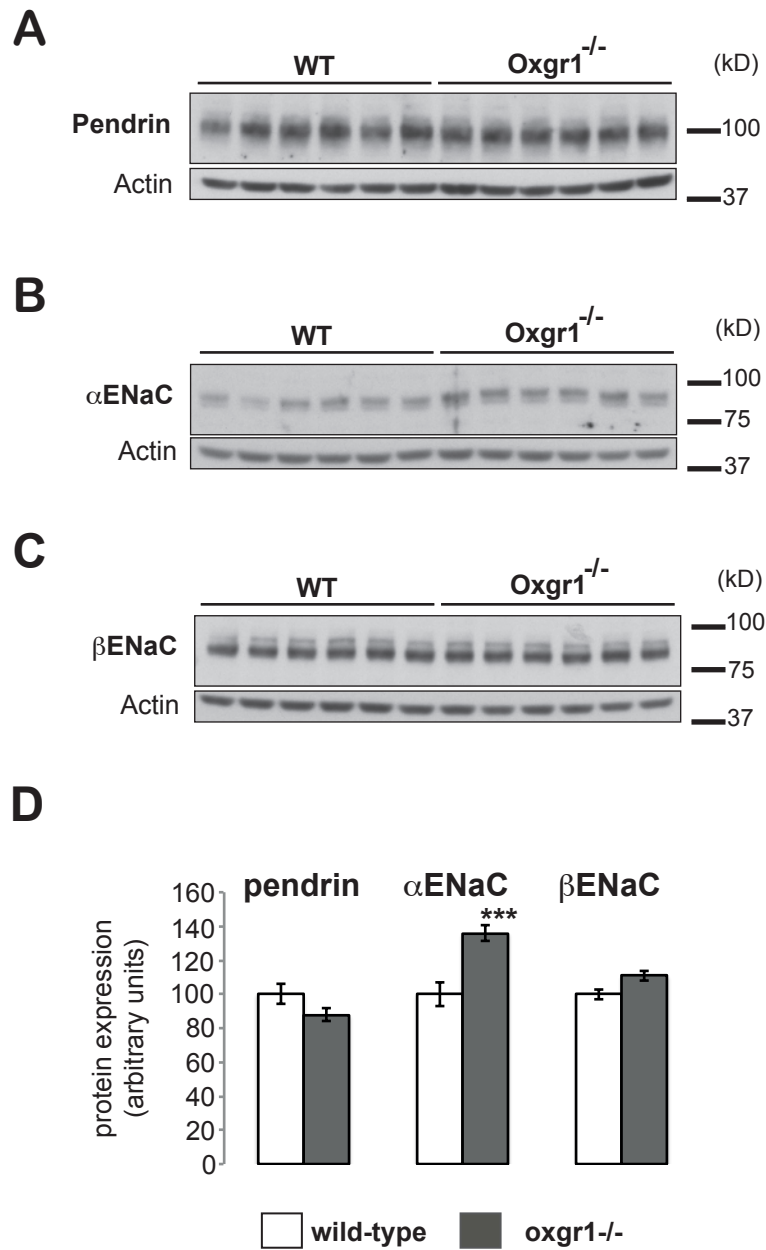 A
WT Oxgr1-/- (kD)
Pendrin 100
Actin 37
B
WT Oxgr1-/- (kD)
αENaC 100
75
Actin 37
C
WT Oxgr1-/- (kD)
βENaC 100
75
Actin 37
D
pendrin αENaC βENaC
***
protein expression
(arbitrary units)
160
140
120
100
80
60
40
20
0
wild-type oxgr1-/-